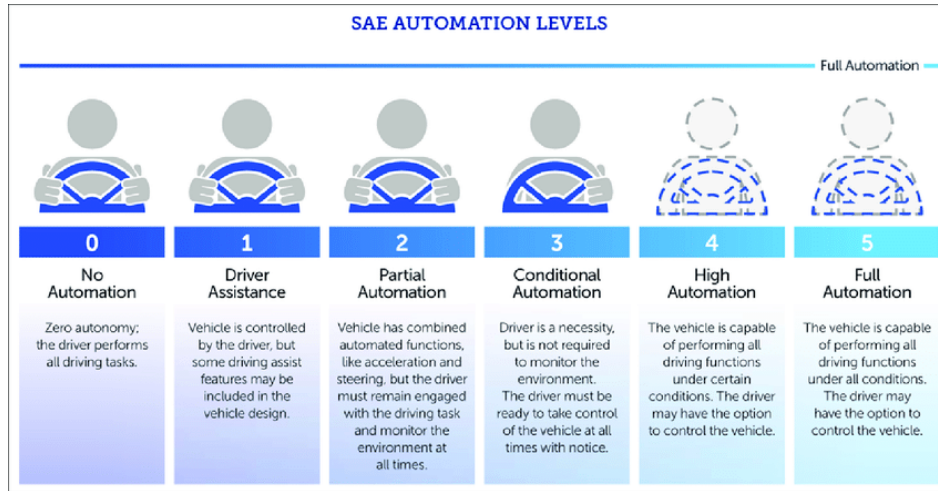 SAE AUTOMATION LEVELS
Full Automation
0
No
Automation
Zero autonomy;
the driver performs
all driving tasks.
1
Driver
Assistance
Vehicle is controlled
by the driver, but
some driving assist
features may be
included in the
vehicle design.
2
Partial
Automation
Vehicle has combined
automated functions,
like acceleration and
steering, but the driver
must remain engaged
with the driving task
and monitor the
environment at
all times.
3
Conditional
Automation
Driver is a necessity,
but is not required
to monitor the
environment.
The driver must be
ready to take control
of the vehicle at all
times with notice.
4
High
Automation
The vehicle is capable
of performing all
driving functions
under certain
conditions. The driver
may have the option
to control the vehicle.
5
Full
Automation
The vehicle is capable
of performing all
driving functions
under all conditions.
The driver may
have the option to
control the vehicle.